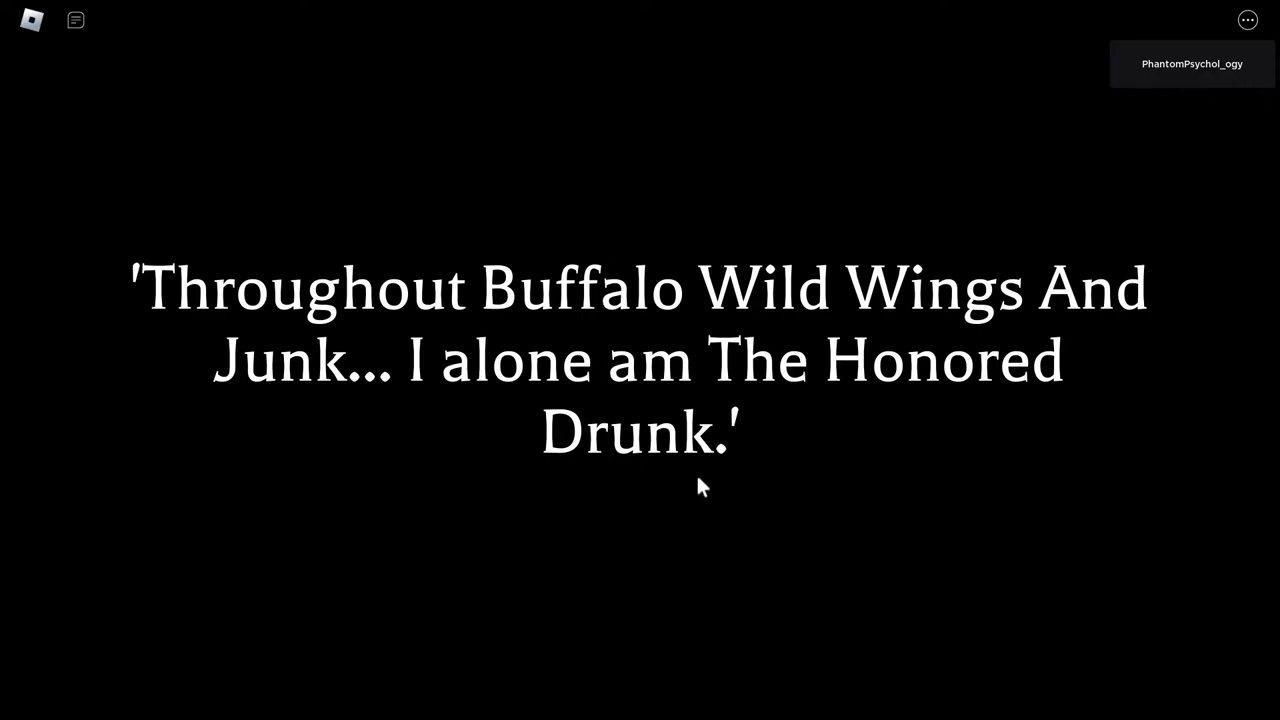 PhantomPsychol_ogy
'Throughout Buffalo Wild Wings And
Junk... I alone am The Honored
Drunk.'